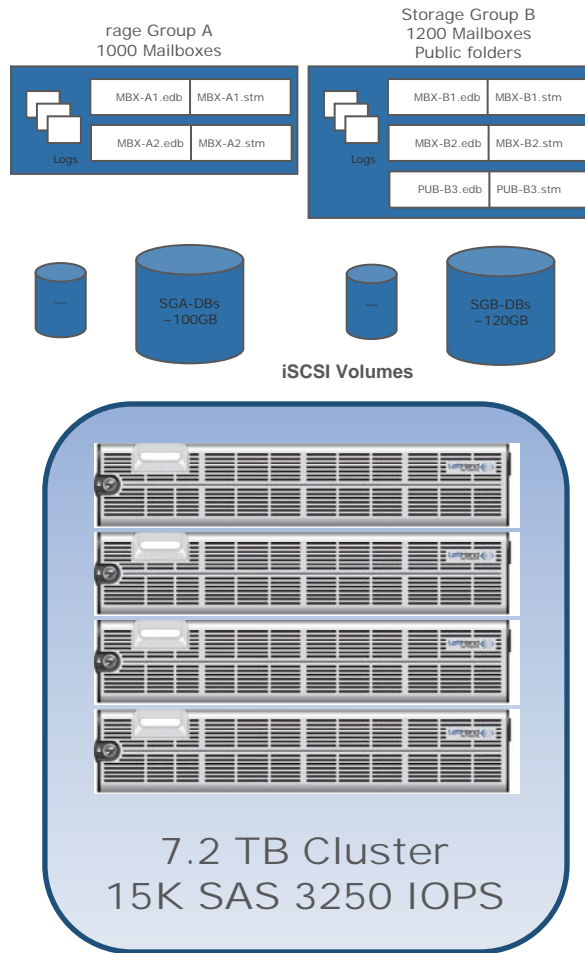 rage Group A
1000 Mailboxes
Storage Group B
1200 Mailboxes
Public folders
MBX-A1.edb MBX-A1.stm
MBX-A2.edb MBX-A2.stm
Logs
MBX-B1.edb MBX-B1.stm
MBX-B2.edb MBX-B2.stm
Logs
PUB-B3.edb PUB-B3.stm
SGA-DBs
~100GB
SGB-DBs
~120GB
iSCSI Volumes
7.2 TB Cluster
15K SAS 3250 IOPS